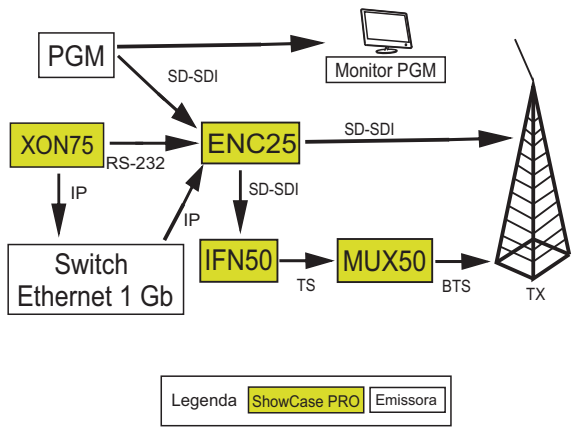 PGM
Monitor PGM
SD-SDI
XON75
RS-232
ENC25
SD-SDI
IP
IP
SD-SDI
Switch
Ethernet 1 Gb
IFN50
TS
MUX50
BTS
TX
Legenda
ShowCase PRO
Emissora